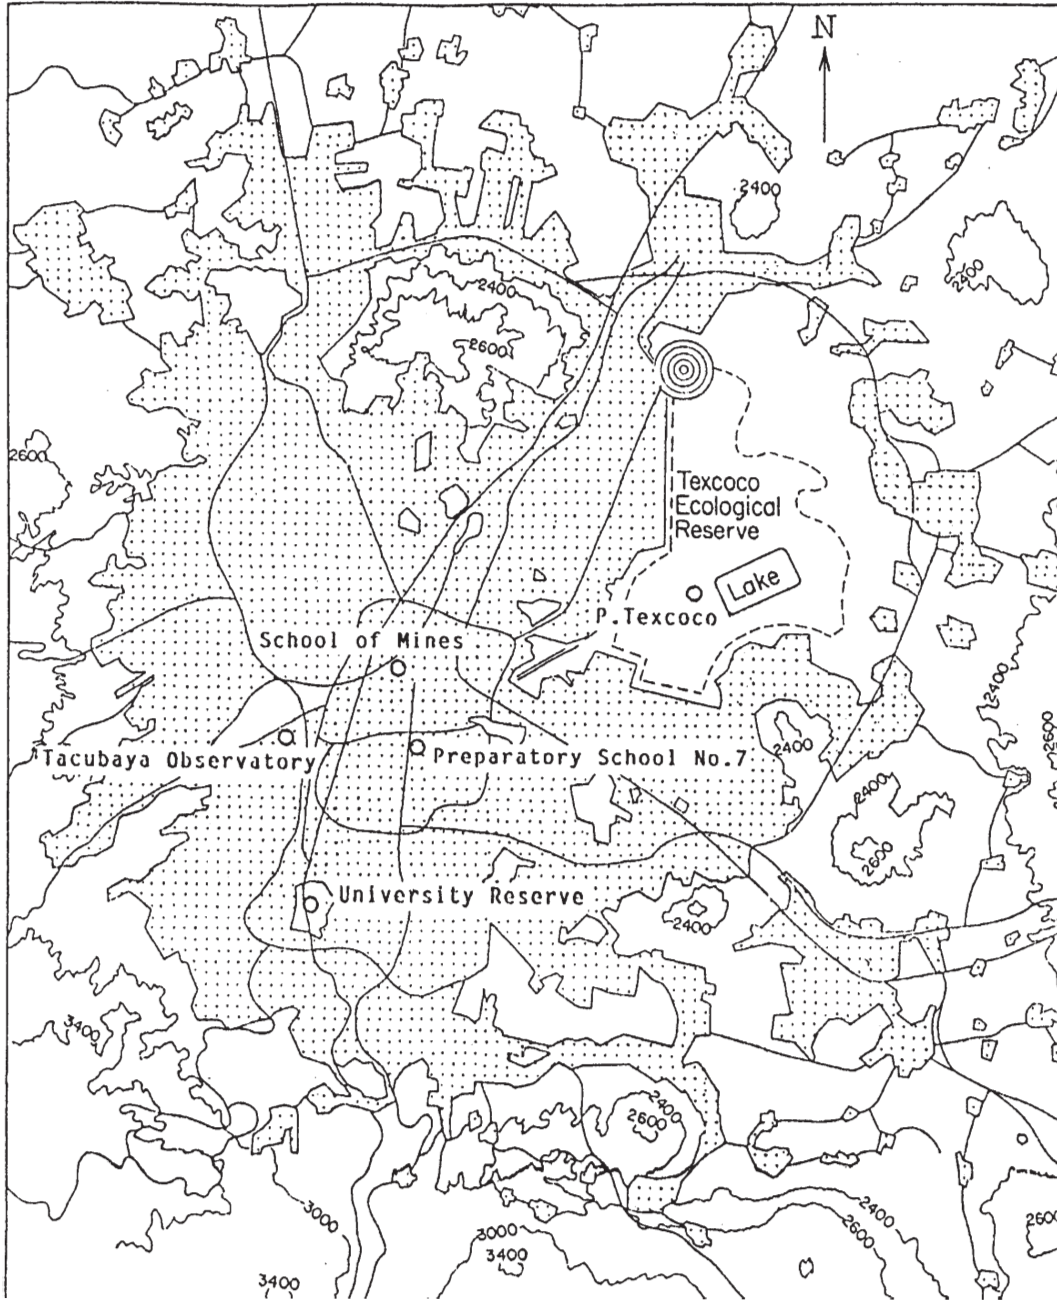 N
2400
2400
2400
2600
2600
Texcoco
Ecological
Reserve
Lake
P.Texcoco
School of Mines
2400
2600
Tacubaya Observatory
Preparatory School No.7
2400
2400
2600
University Reserve
2400
3400
2400
2600
3000
3000
3400
3400
2400
2600
2600